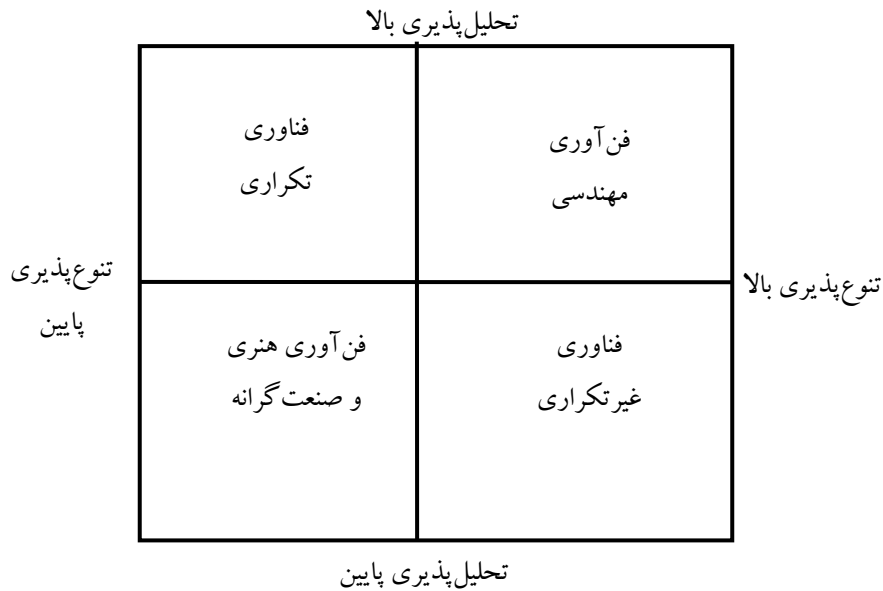 تحلیل‌پذیری بالا
فن‌آوری
مهندسی
فناوری
تکراری
تنوع‌پذیری بالا
تنوع‌پذیری
پایین
فناوری
غیرتکراری
فن‌آوری هنری
و صنعت‌گرانه
تحلیل‌پذیری پایین